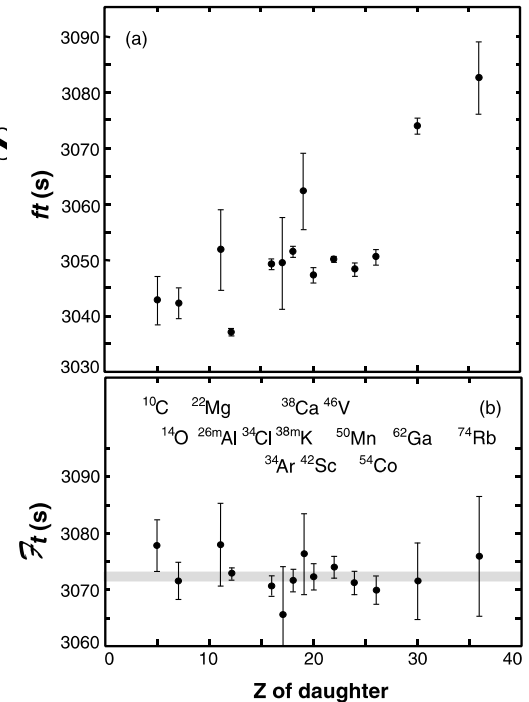 3090
(a)
3080
3070
ft (s)
3060
3050
3040
3030
¹⁰C ²²Mg ³⁸Ca ⁴⁶V (b)
¹⁴O ²⁶ᵐAl ³⁴Cl ³⁸ᵐK ⁵⁰Mn ⁶²Ga ⁷⁴Rb
³⁴Ar ⁴²Sc ⁵⁴Co
3090
ℱt (s)
3080
3070
3060
0 10 20 30 40
Z of daughter